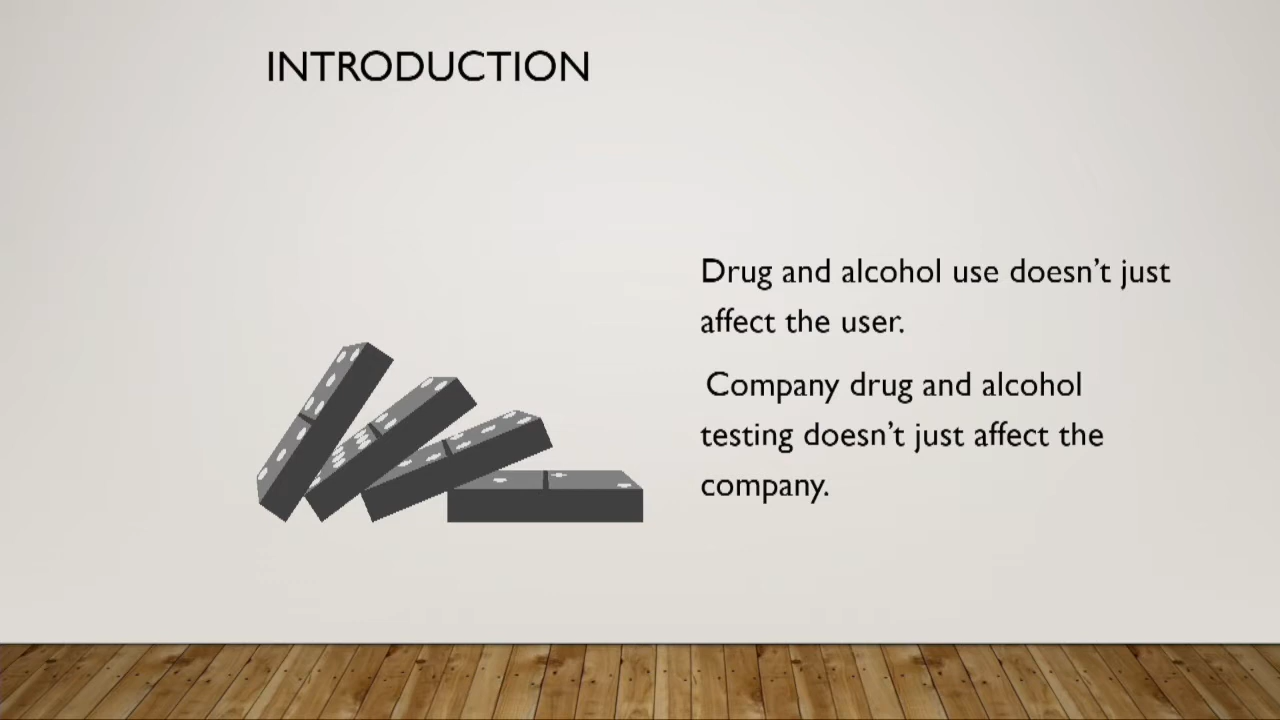 INTRODUCTION
Drug and alcohol use doesn’t just
affect the user.
Company drug and alcohol
testing doesn’t just affect the
company.